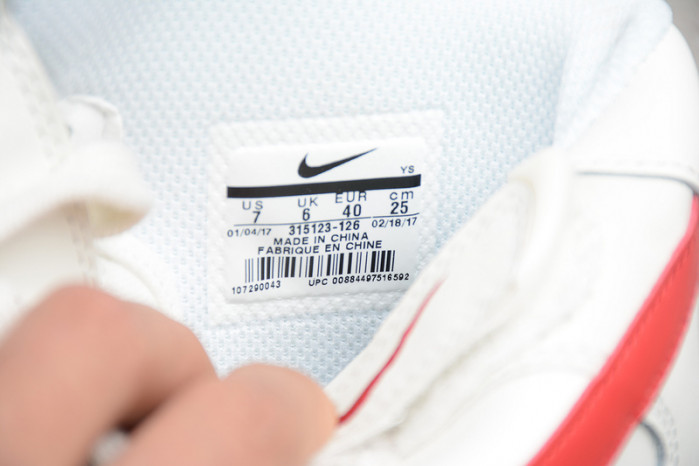 YS
US UK EUR cm
7 6 40 25
01/04/17 315123-126 02/18/17
MADE IN CHINA
FABRIQUE EN CHINE
107290043 UPC 00884497516592